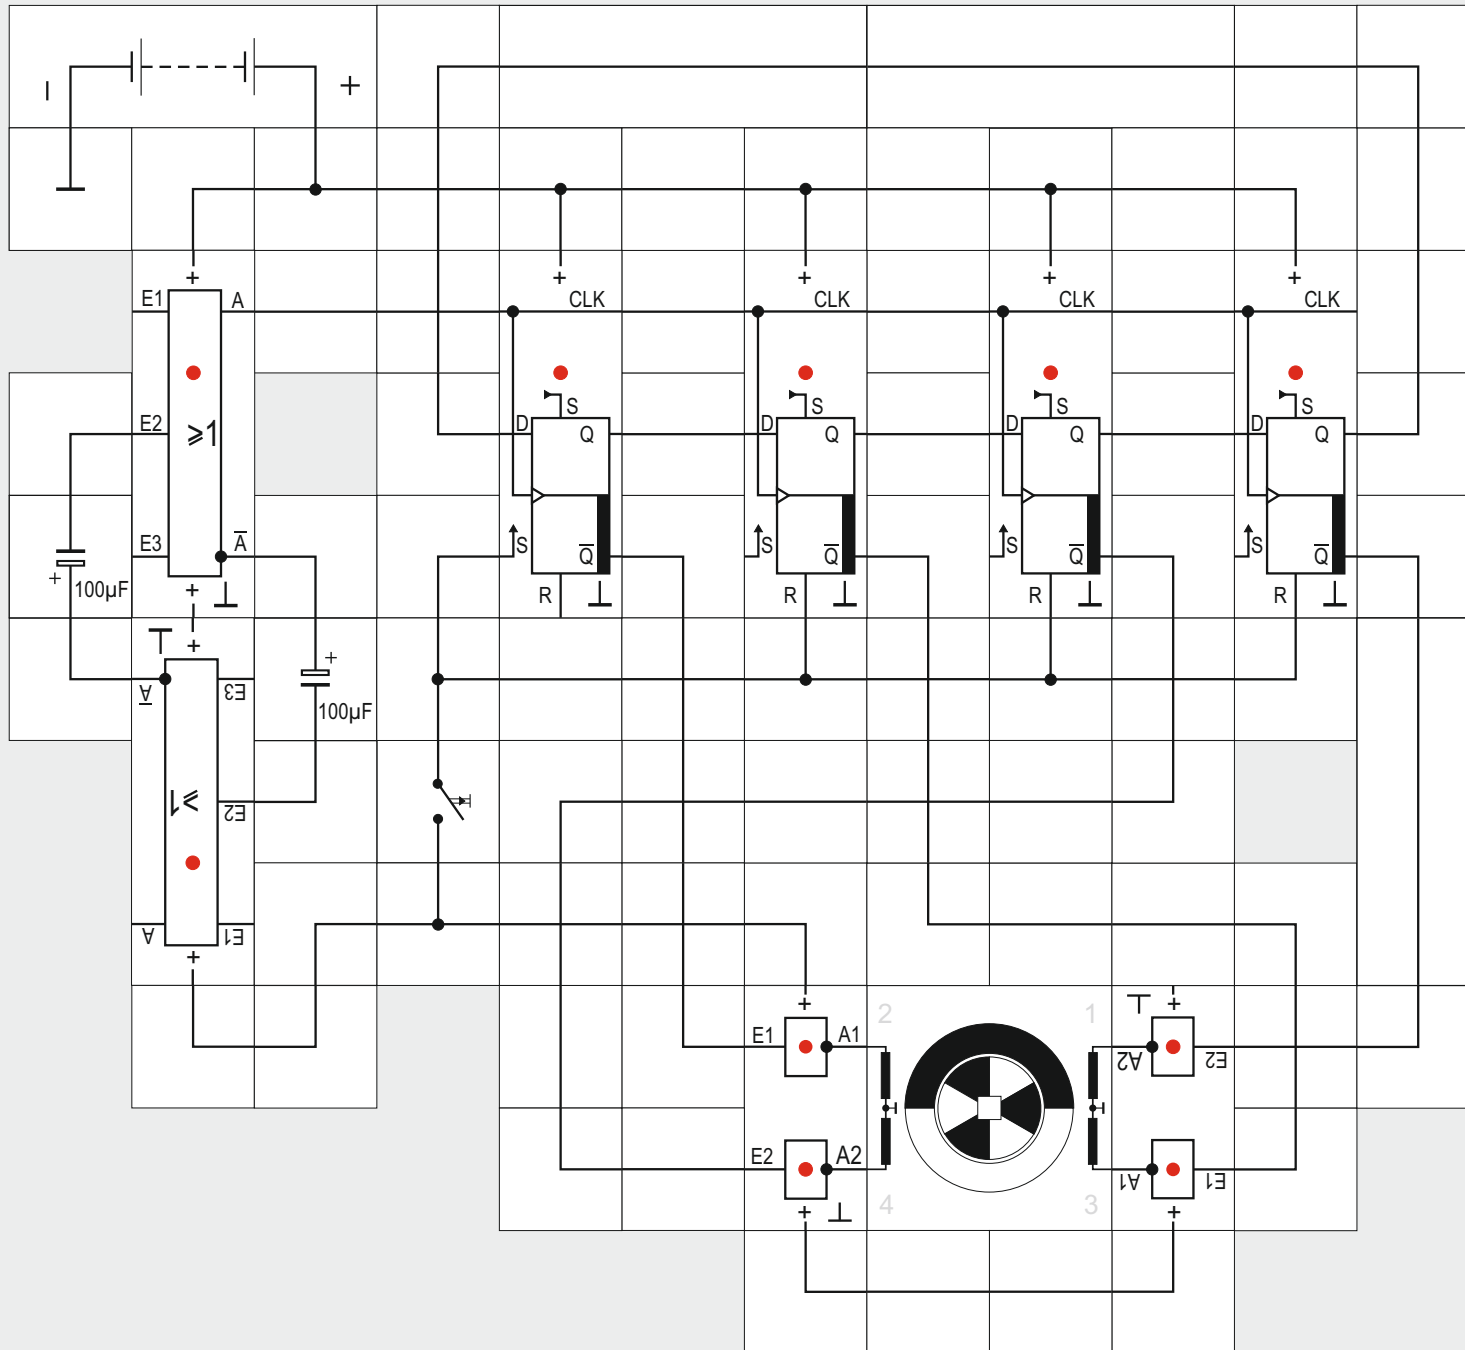 − +
+ + + + +
E1 A CLK CLK CLK CLK
S S S S
E2 ≥1 D Q D Q D Q D Q
E3 A̅ S Q̅ S Q̅ S Q̅ S Q̅
+ 100µF + R R R R
+ +
A̅ E3
100µF
≥1 E2
A E1
+
+ 2 1 +
E1 A1 A2 E2
E2 A2 A1 E1
+ 4 3 +